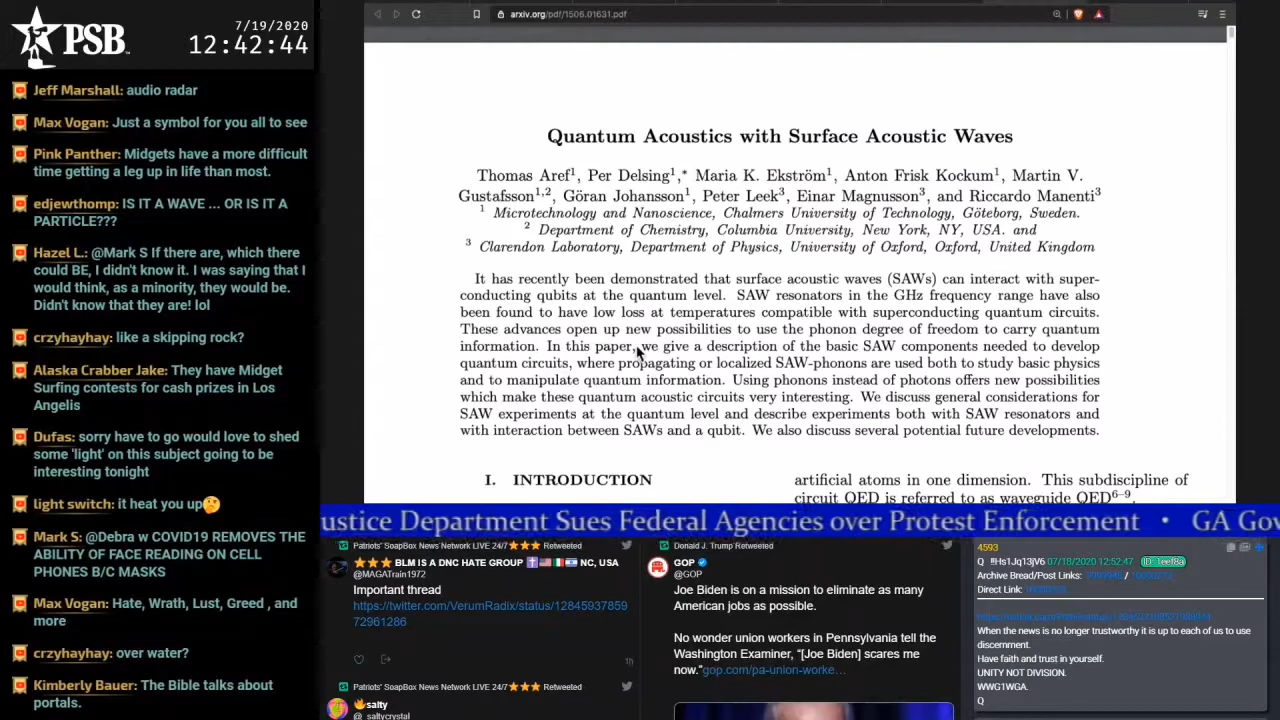 7/19/2020
PSB
12:42:44
Jeff Marshall: audio radar
Max Vogan: Just a symbol for you all to see
Pink Panther: Midgets have a more difficult
time getting a leg up in life than most.
edjewthomp: IS IT A WAVE ... OR IS IT A
PARTICLE???
Hazel L.: @Mark S If there are, which there
could BE, I didn't know it. I was saying that I
would think, as a minority, they would be.
Didn't know that they are! lol
crzyhayhay: like a skipping rock?
Alaska Crabber Jake: They have Midget
Surfing contests for cash prizes in Los
Angelis
Dufas: sorry have to go would love to shed
some 'light' on this subject going to be
interesting tonight
light switch: it heat you up🤔
Mark S: @Debra w COVID19 REMOVES THE
ABILITY OF FACE READING ON CELL
PHONES B/C MASKS
Max Vogan: Hate, Wrath, Lust, Greed , and
more
crzyhayhay: over water?
Kimberly Bauer: The Bible talks about
portals.
arxiv.org/pdf/1506.01631.pdf
Quantum Acoustics with Surface Acoustic Waves
Thomas Aref¹, Per Delsing¹,* Maria K. Ekström¹, Anton Frisk Kockum¹, Martin V.
Gustafsson¹,², Göran Johansson¹, Peter Leek³, Einar Magnusson³, and Riccardo Manenti³
¹ Microtechnology and Nanoscience, Chalmers University of Technology, Göteborg, Sweden.
² Department of Chemistry, Columbia University, New York, NY, USA. and
³ Clarendon Laboratory, Department of Physics, University of Oxford, Oxford, United Kingdom
It has recently been demonstrated that surface acoustic waves (SAWs) can interact with super-
conducting qubits at the quantum level. SAW resonators in the GHz frequency range have also
been found to have low loss at temperatures compatible with superconducting quantum circuits.
These advances open up new possibilities to use the phonon degree of freedom to carry quantum
information. In this paper, we give a description of the basic SAW components needed to develop
quantum circuits, where propagating or localized SAW-phonons are used both to study basic physics
and to manipulate quantum information. Using phonons instead of photons offers new possibilities
which make these quantum acoustic circuits very interesting. We discuss general considerations for
SAW experiments at the quantum level and describe experiments both with SAW resonators and
with interaction between SAWs and a qubit. We also discuss several potential future developments.
I. INTRODUCTION
artificial atoms in one dimension. This subdiscipline of
circuit QED is referred to as waveguide QED⁶⁻⁹.
ustice Department Sues Federal Agencies over Protest Enforcement • GA Gov
Patriots' SoapBox News Network LIVE 24/7⭐⭐⭐ Retweeted
⭐⭐⭐ BLM IS A DNC HATE GROUP ✝️🇺🇸🇮🇹 NC, USA
@MAGATrain1972
Important thread
https://twitter.com/VerumRadix/status/12845937859
72961286
1h
Patriots' SoapBox News Network LIVE 24/7⭐⭐⭐ Retweeted
🔥salty
@_saltycrystal
Donald J. Trump Retweeted
GOP
@GOP
Joe Biden is on a mission to eliminate as many
American jobs as possible.
No wonder union workers in Pennsylvania tell the
Washington Examiner, “[Joe Biden] scares me
now.”gop.com/pa-union-worke…
4593
Q !!Hs1Jq13jV6 07/18/2020 12:52:47 ID: 1eef8a
Archive Bread/Post Links: /
Direct Link:
When the news is no longer trustworthy it is up to each of us to use
discernment.
Have faith and trust in yourself.
UNITY NOT DIVISION.
WWG1WGA.
Q